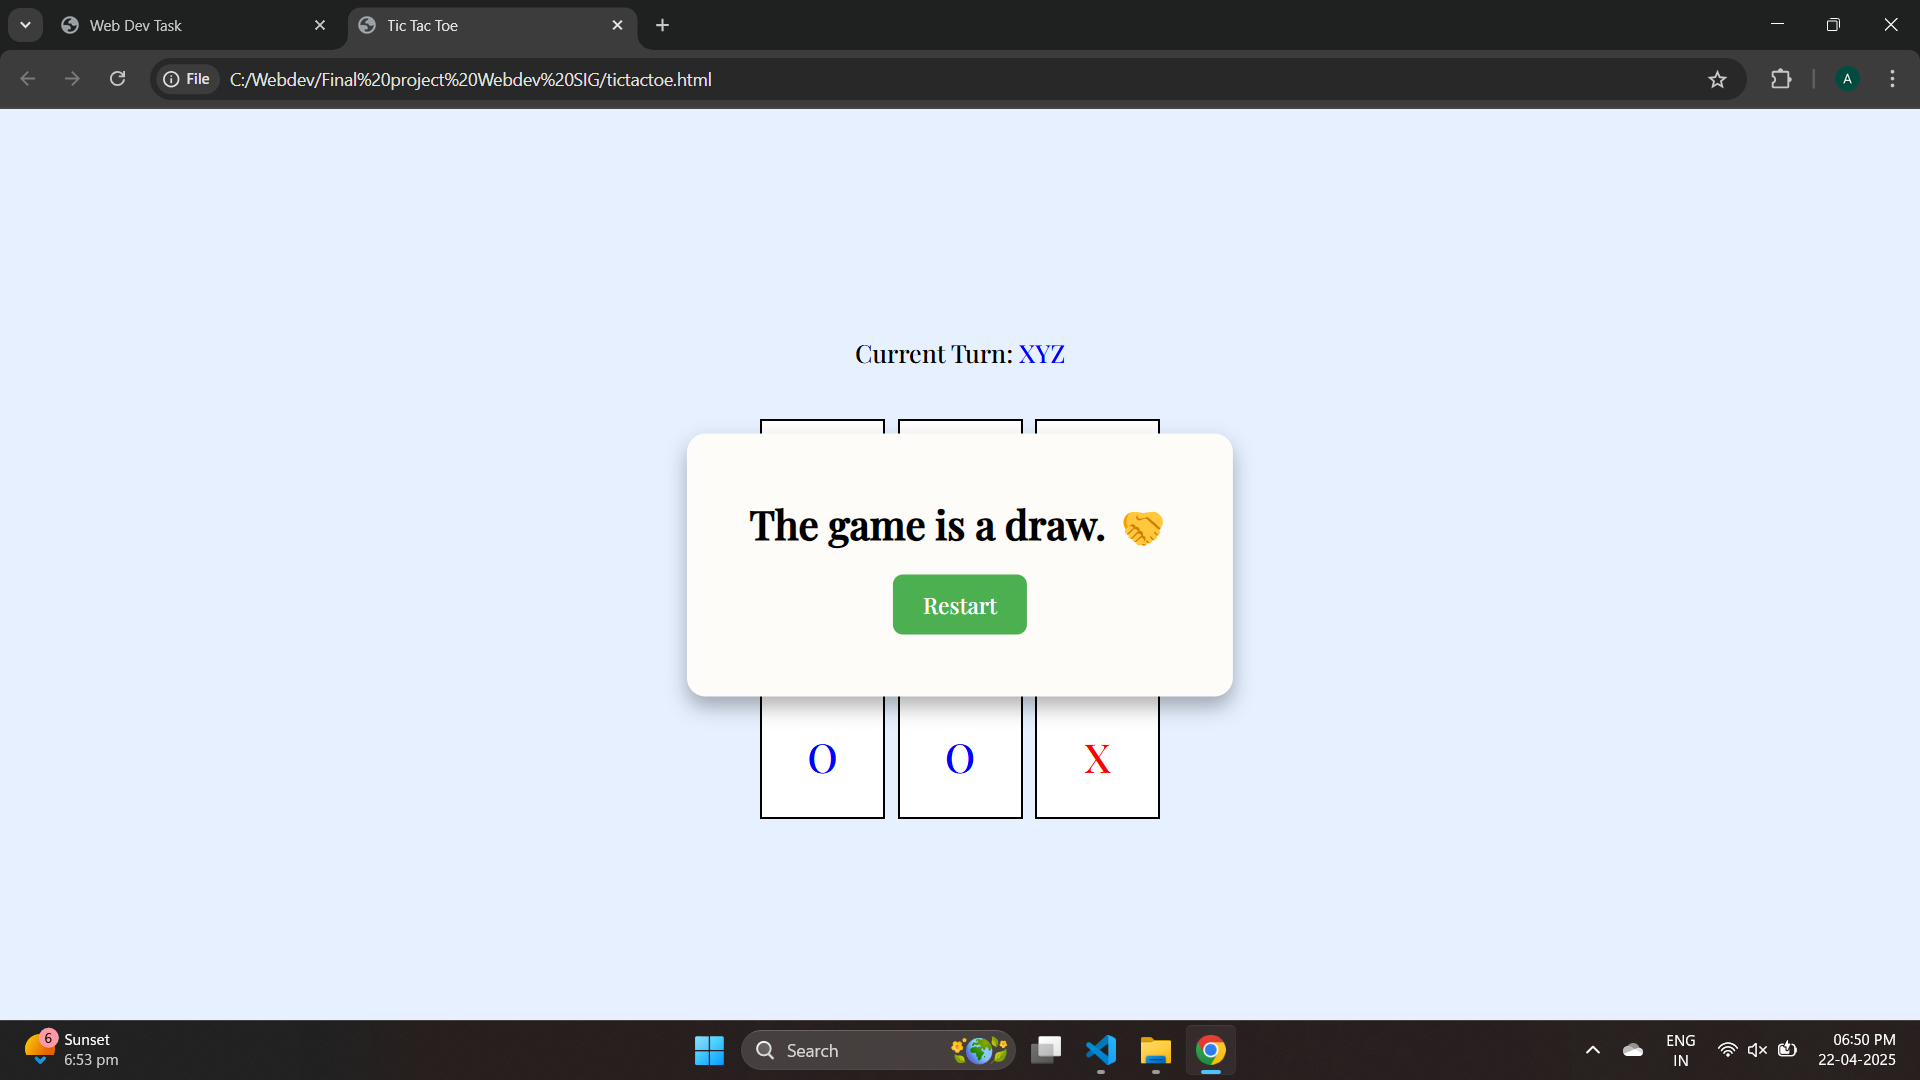 Web Dev Task
Tic Tac Toe
File
C:/Webdev/Final%20project%20Webdev%20SIG/tictactoe.html
A
Current Turn: XYZ
The game is a draw. 🤝
Restart
O O X
6
Sunset
6:53 pm
Search
ENG
IN
06:50 PM
22-04-2025